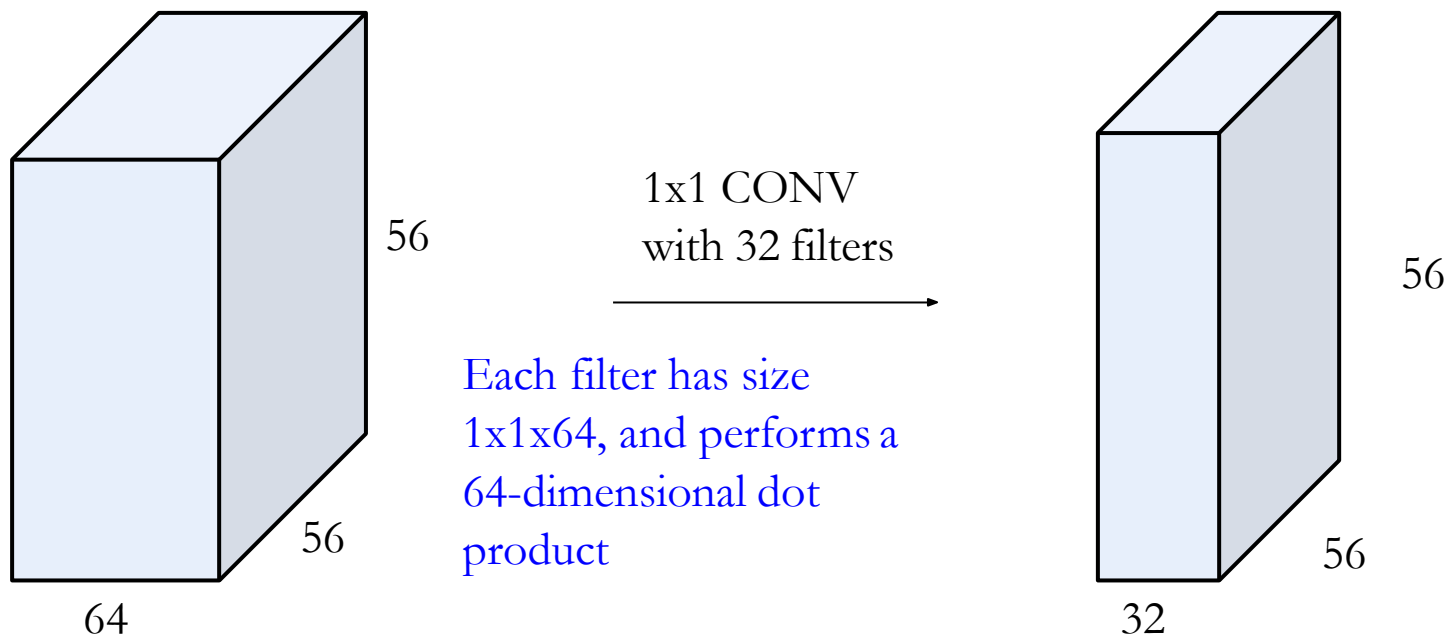 56
56
64
1x1 CONV
with 32 filters
Each filter has size
1x1x64, and performs a
64-dimensional dot
product
56
56
32